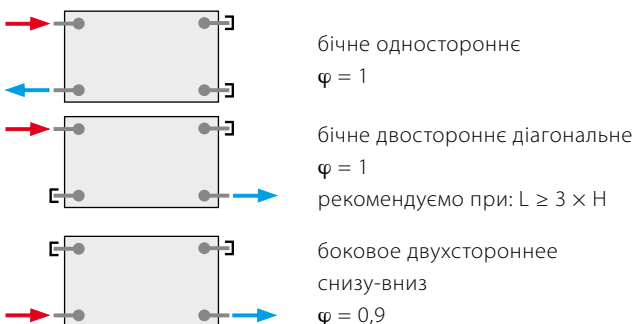 бічне одностороннє
φ = 1
бічне двостороннє діагональне
φ = 1
рекомендуємо при: L ≥ 3 × H
боковое двухстороннее
снизу-вниз
φ = 0,9